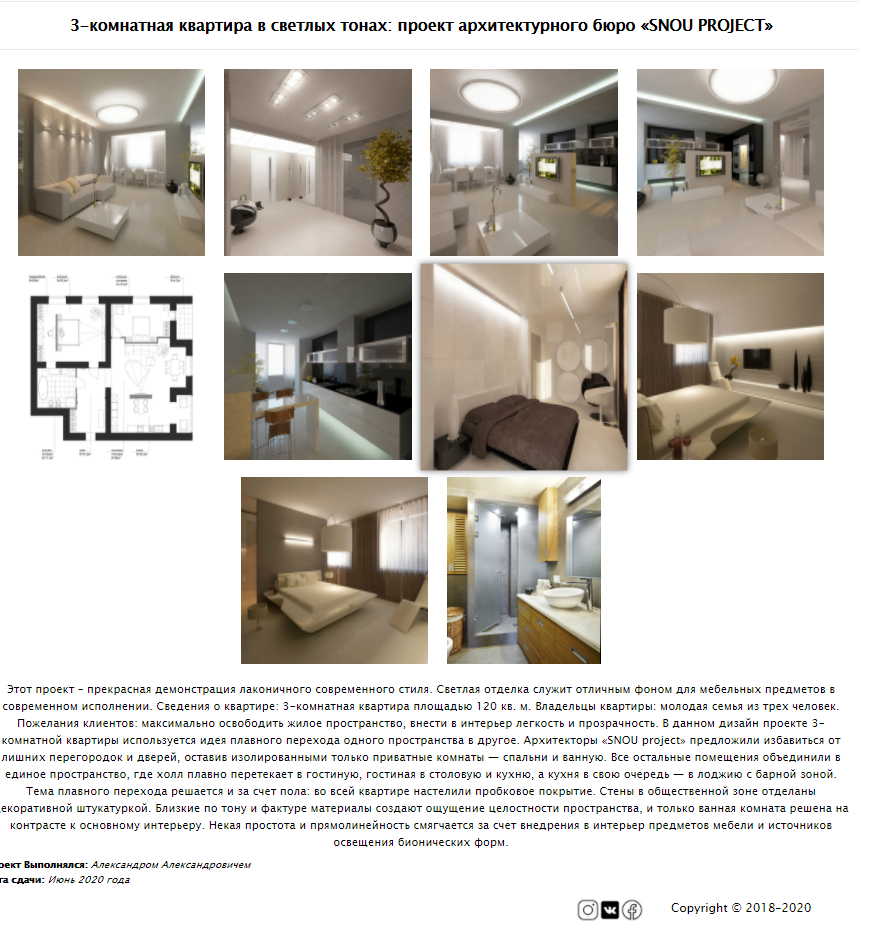 3-комнатная квартира в светлых тонах: проект архитектурного бюро «SNOU PROJECT»
Этот проект - прекрасная демонстрация лаконичного современного стиля. Светлая отделка служит отличным фоном для мебельных предметов в
современном исполнении. Сведения о квартире: 3-комнатная квартира площадью 120 кв. м. Владельцы квартиры: молодая семья из трех человек.
Пожелания клиентов: максимально освободить жилое пространство, внести в интерьер легкость и прозрачность. В данном дизайн проекте 3-
комнатной квартиры используется идея плавного перехода одного пространства в другое. Архитекторы «SNOU project» предложили избавиться от
лишних перегородок и дверей, оставив изолированными только приватные комнаты — спальни и ванную. Все остальные помещения объединили в
единое пространство, где холл плавно перетекает в гостиную, гостиная в столовую и кухню, а кухня в свою очередь — в лоджию с барной зоной.
Тема плавного перехода решается и за счет пола: во всей квартире настелили пробковое покрытие. Стены в общественной зоне отделаны
екоративной штукатуркой. Близкие по тону и фактуре материалы создают ощущение целостности пространства, и только ванная комната решена на
контрасте к основному интерьеру. Некая простота и прямолинейность смягчается за счет внедрения в интерьер предметов мебели и источников
освещения бионических форм.
оект Выполнялся: Александром Александровичем
та сдачи: Июнь 2020 года
Copyright © 2018-2020